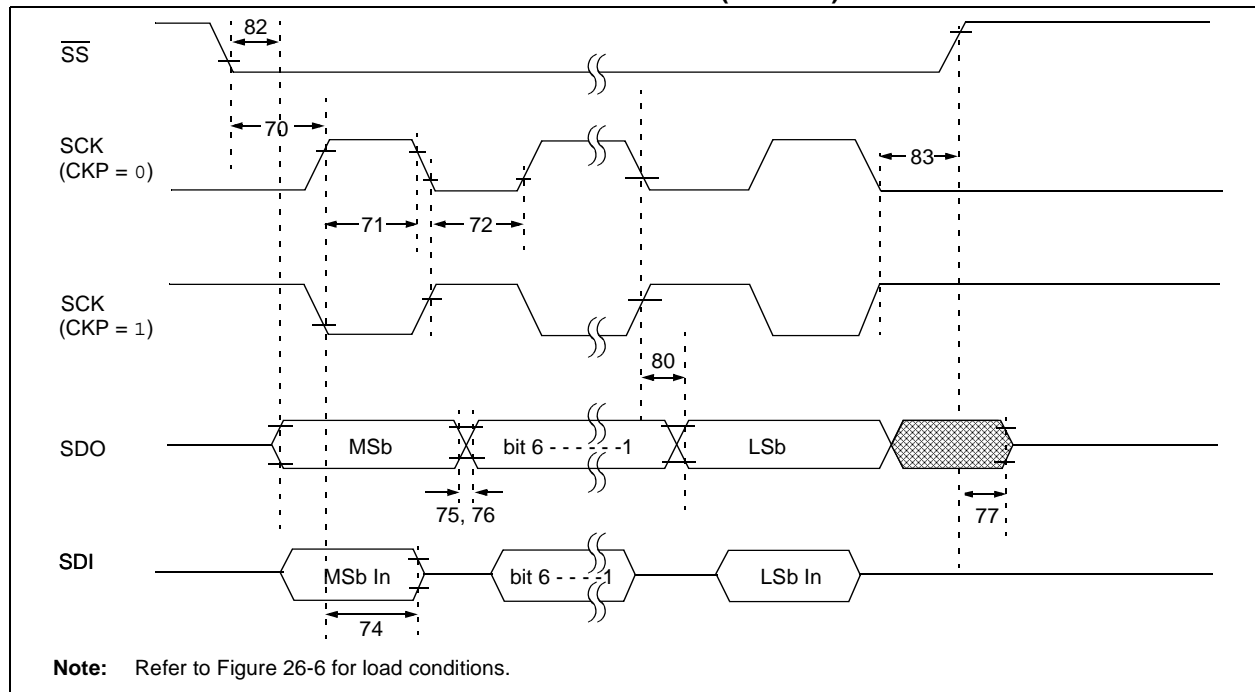 82
SS
70
SCK
(CKP = 0)
83
71
72
SCK
(CKP = 1)
80
SDO
MSb
bit 6 - - - - - -1
LSb
75, 76
77
SDI
MSb In
bit 6 - - - -1
LSb In
74
Note: Refer to Figure 26-6 for load conditions.